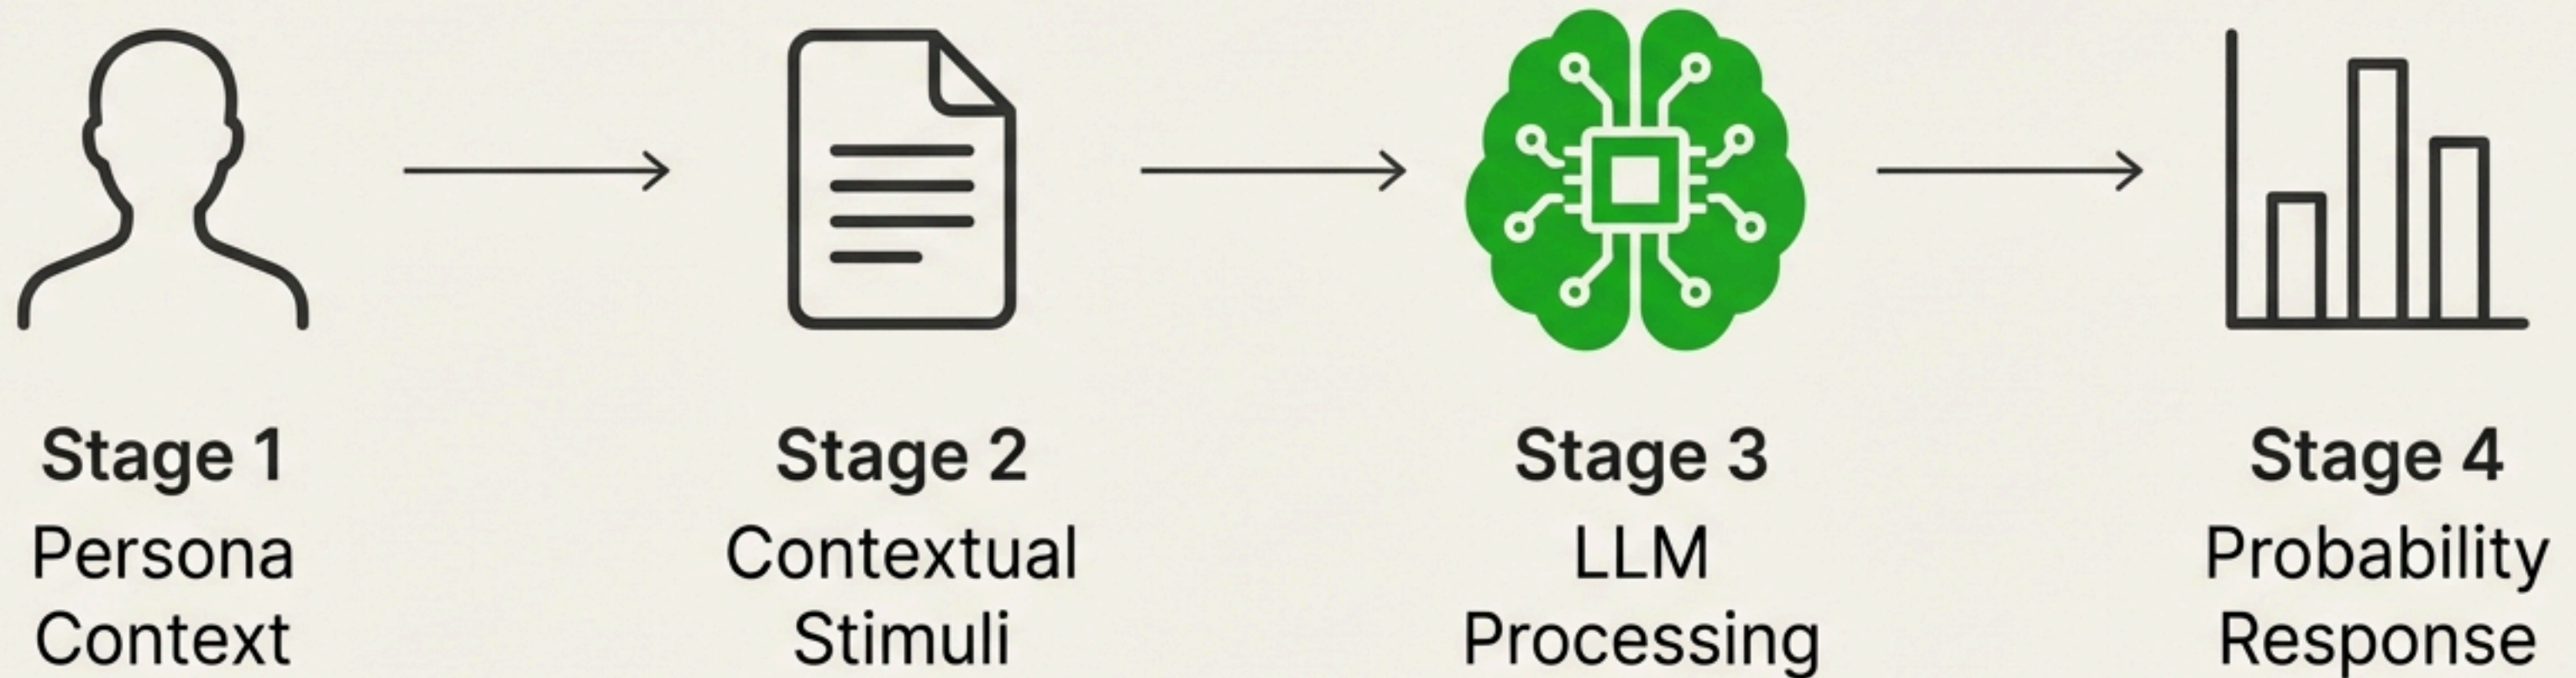 Stage 1
Persona
Context
Stage 2
Contextual
Stimuli
Stage 3
LLM
Processing
Stage 4
Probability
Response